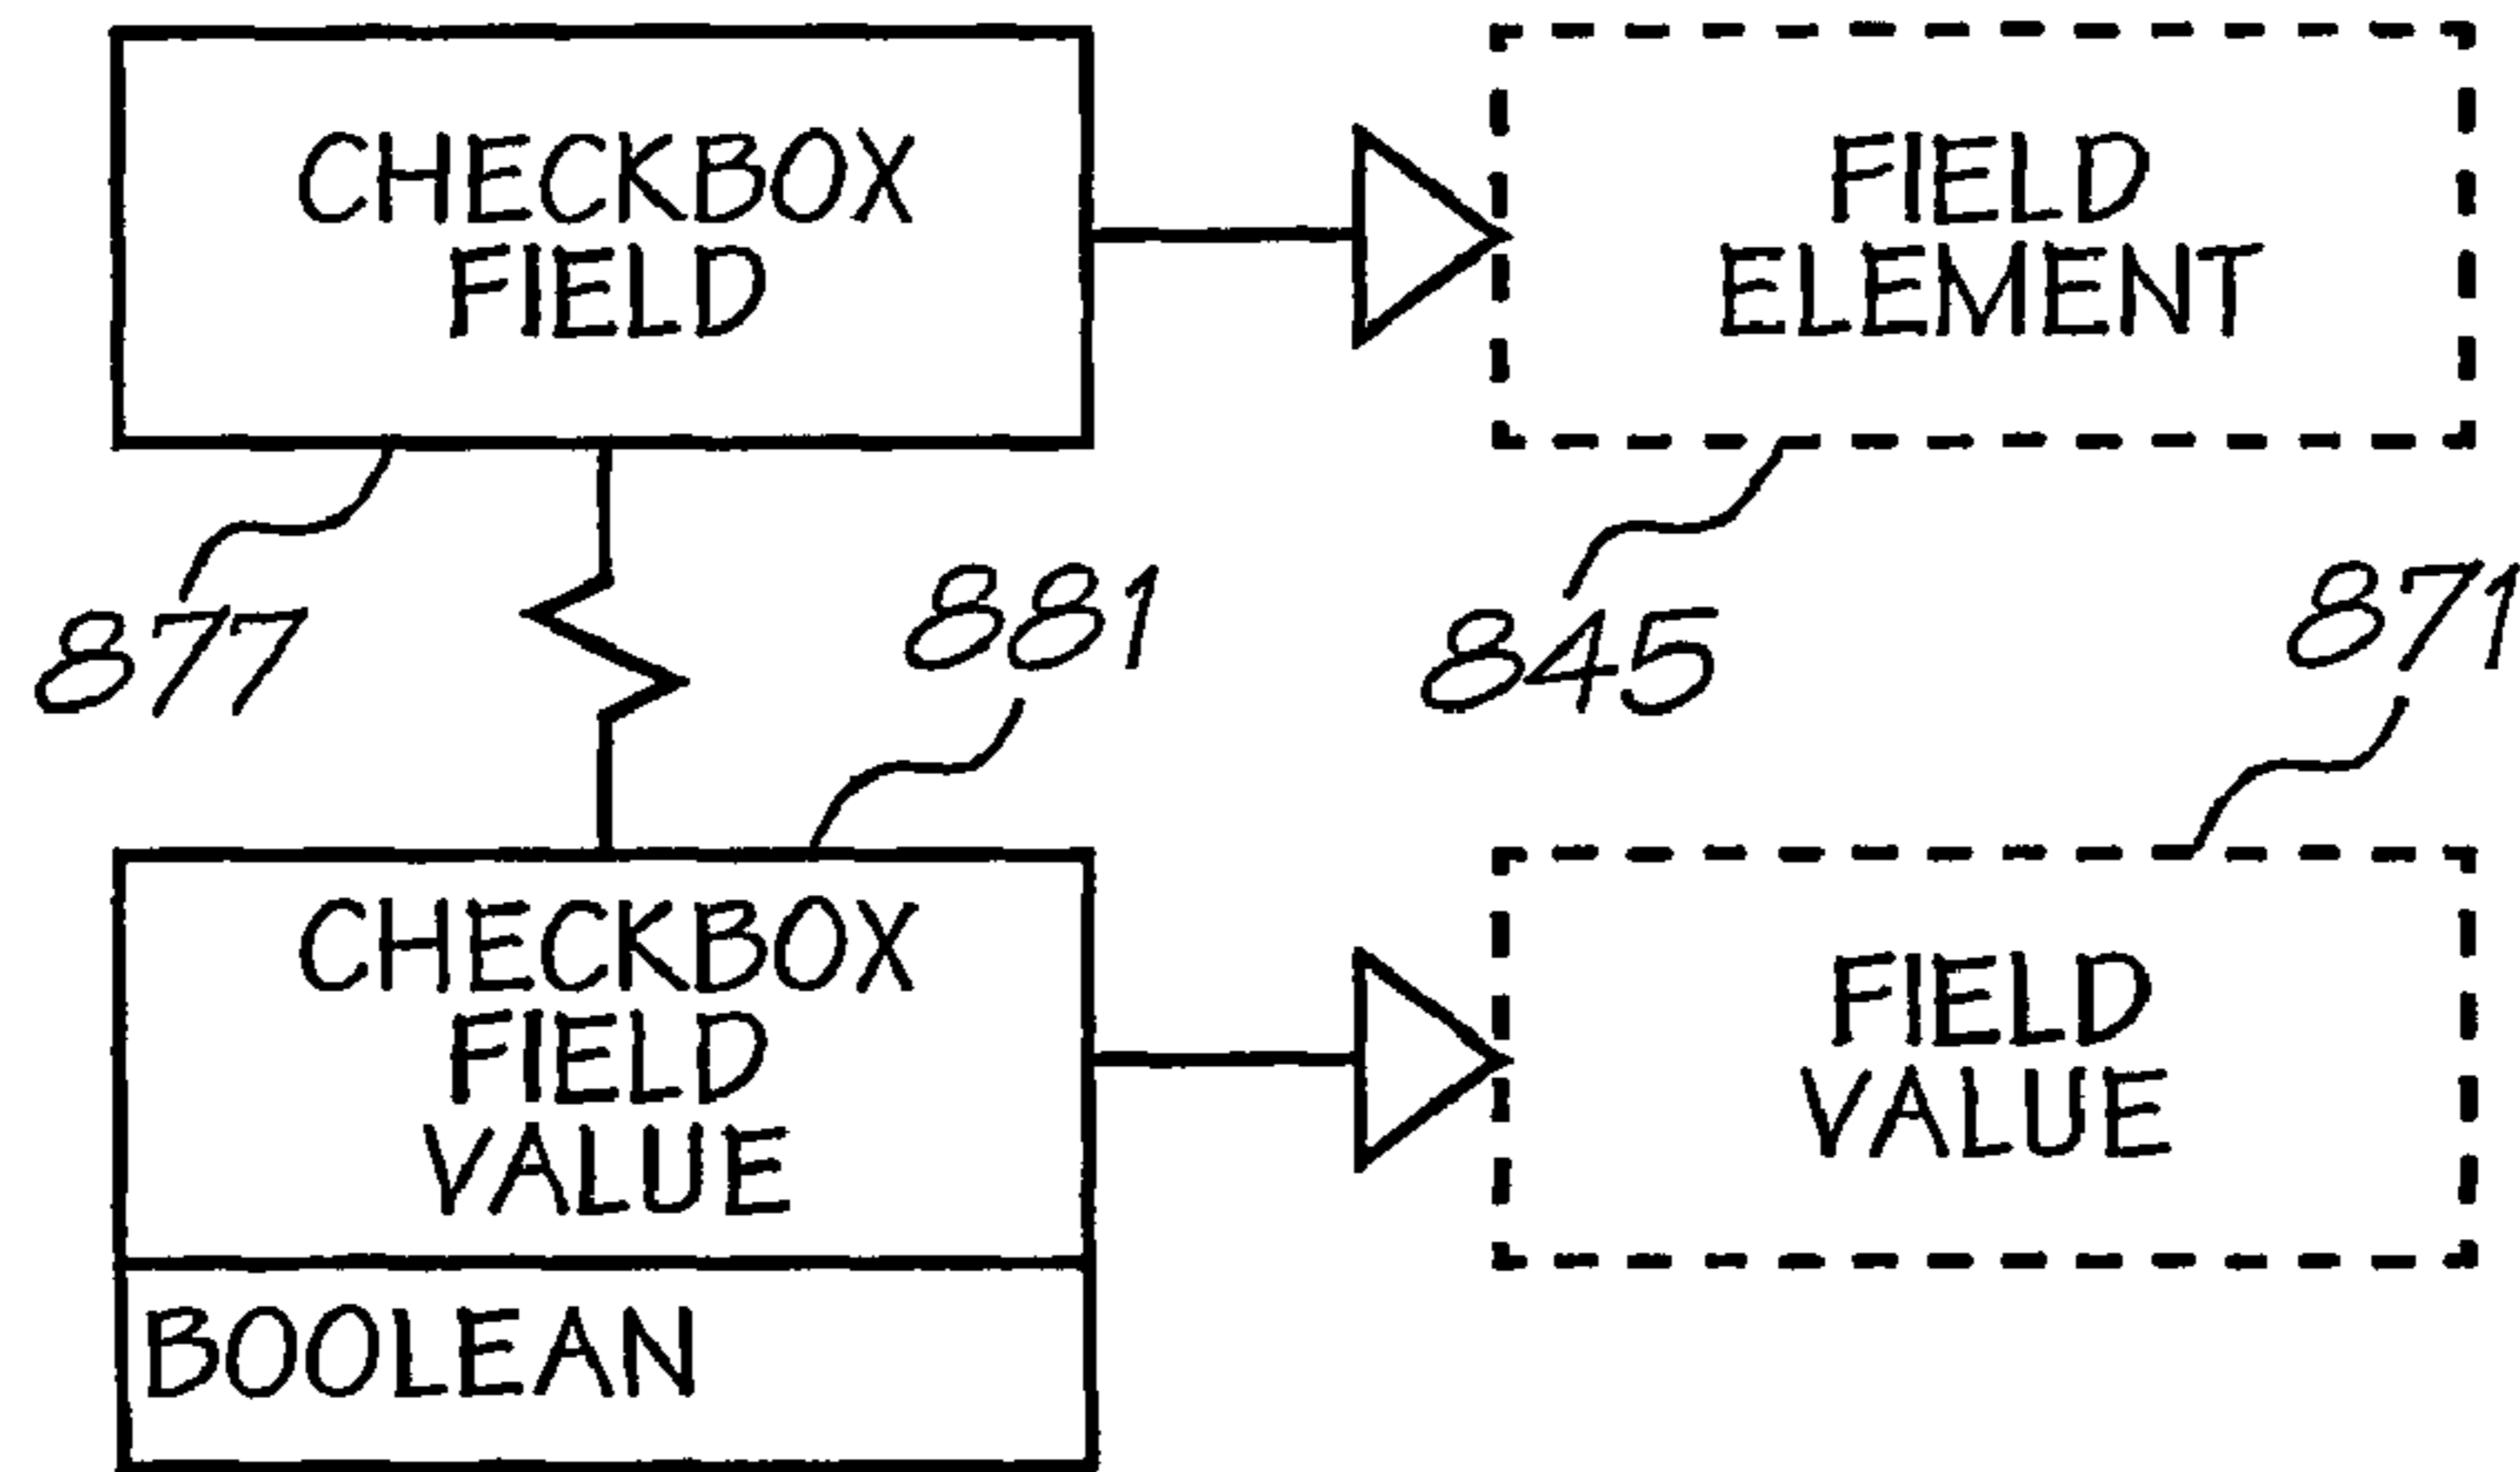 CHECKBOX
FIELD
FIELD
ELEMENT
877
881
845
871
CHECKBOX
FIELD
VALUE
BOOLEAN
FIELD
VALUE